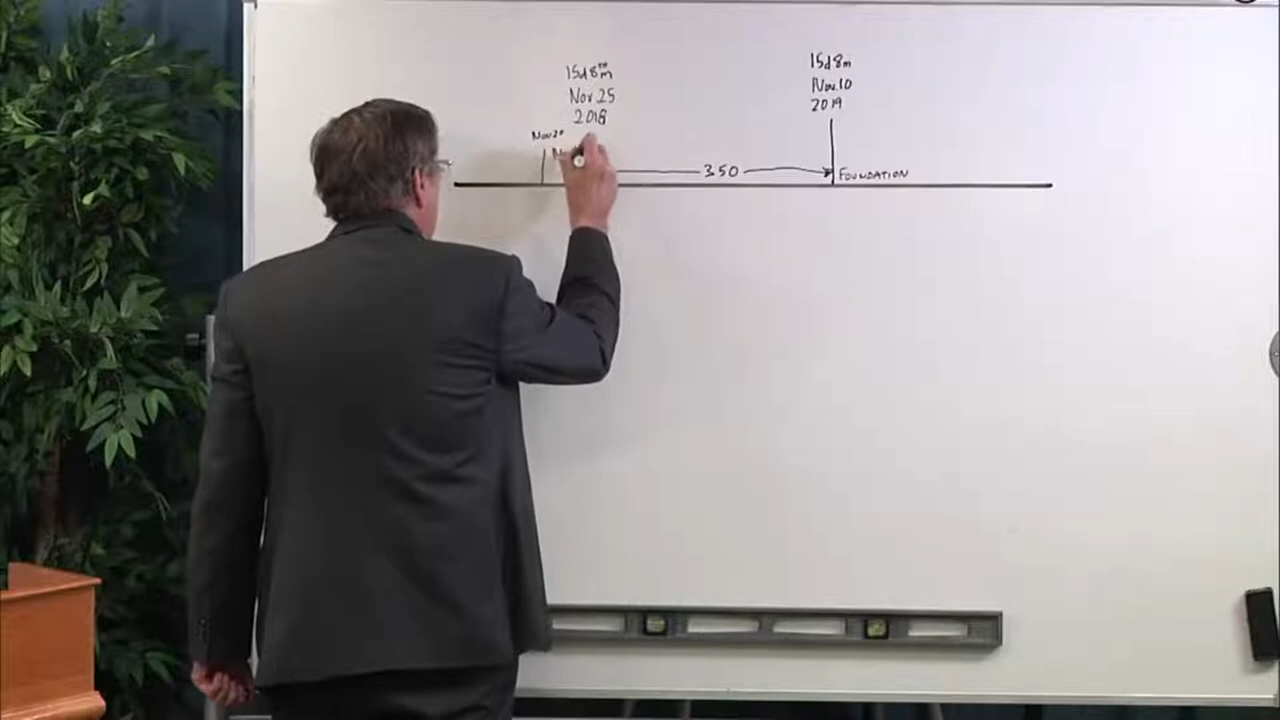 15d 8TH m
Nov. 25
2018
Nov 20
15d 8m
Nov. 10
2019
350
FOUNDATION